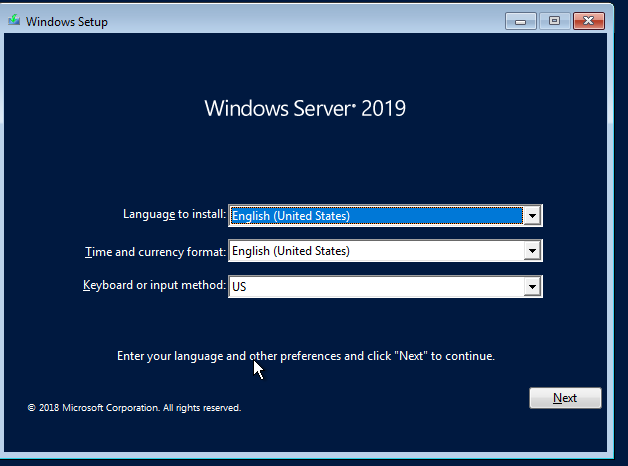 Windows Setup
Windows Server® 2019
Language to install: English (United States)
Time and currency format: English (United States)
Keyboard or input method: US
Enter your language and other preferences and click "Next" to continue.
Next
© 2018 Microsoft Corporation. All rights reserved.